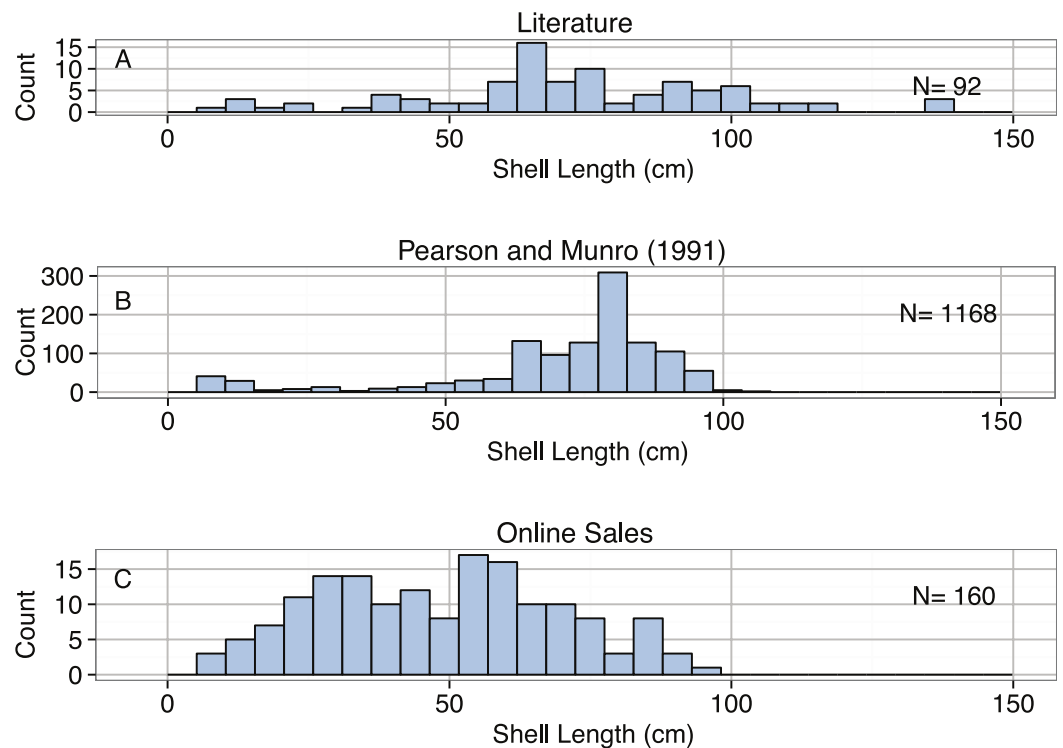 Literature
A
N= 92
Count
15
10
5
0
0 50 100 150
Shell Length (cm)
Pearson and Munro (1991)
B
N= 1168
Count
300
200
100
0
0 50 100 150
Shell Length (cm)
Online Sales
C
N= 160
Count
15
10
5
0
0 50 100 150
Shell Length (cm)